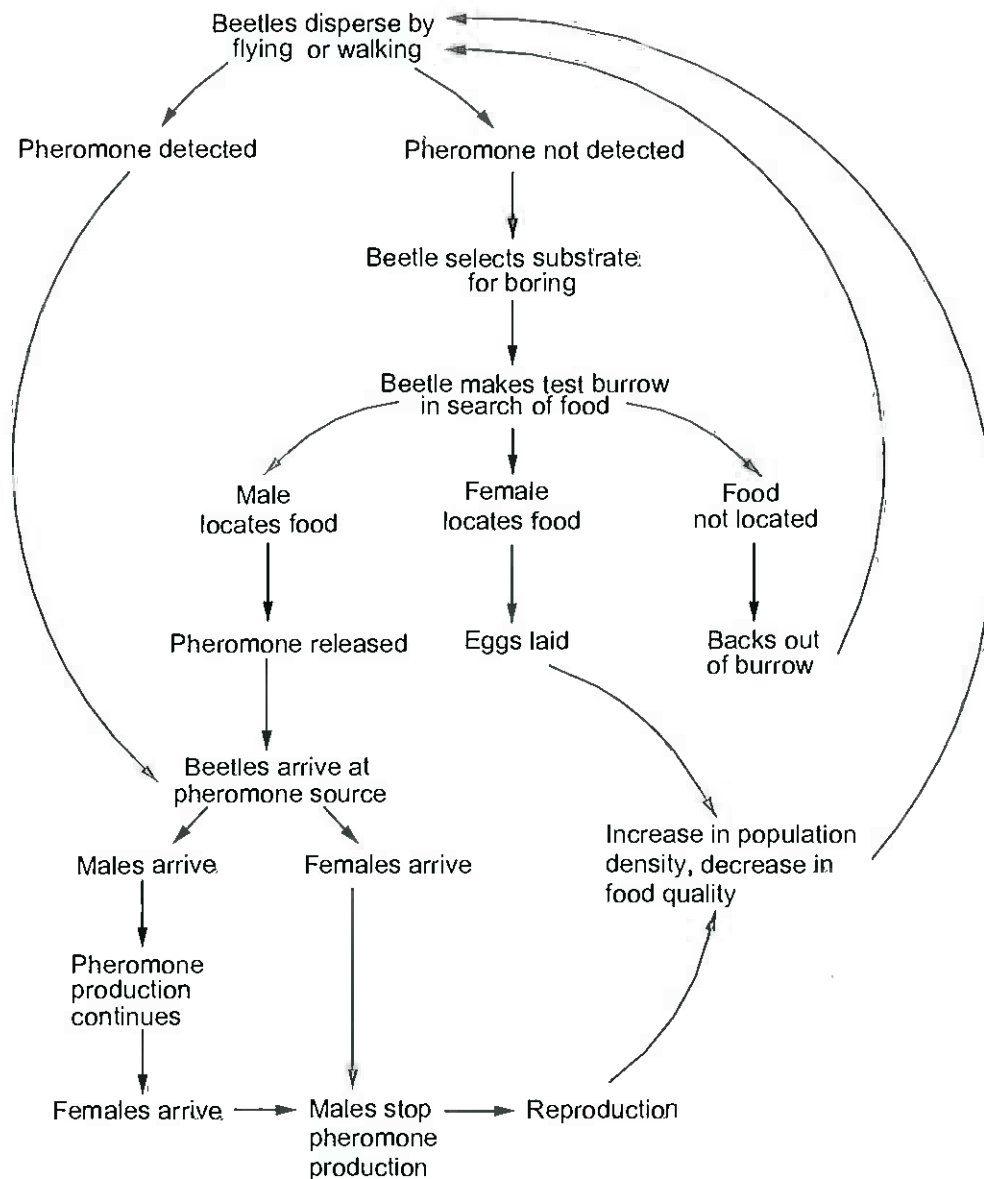 Beetles disperse by
flying or walking
Pheromone detected
Pheromone not detected
Beetle selects substrate
for boring
Beetle makes test burrow
in search of food
Male
locates food
Female
locates food
Food
not located
Pheromone released
Eggs laid
Backs out
of burrow
Beetles arrive at
pheromone source
Males arrive
Females arrive
Increase in population
density, decrease in
food quality
Pheromone
production
continues
Females arrive
Males stop
pheromone
production
Reproduction